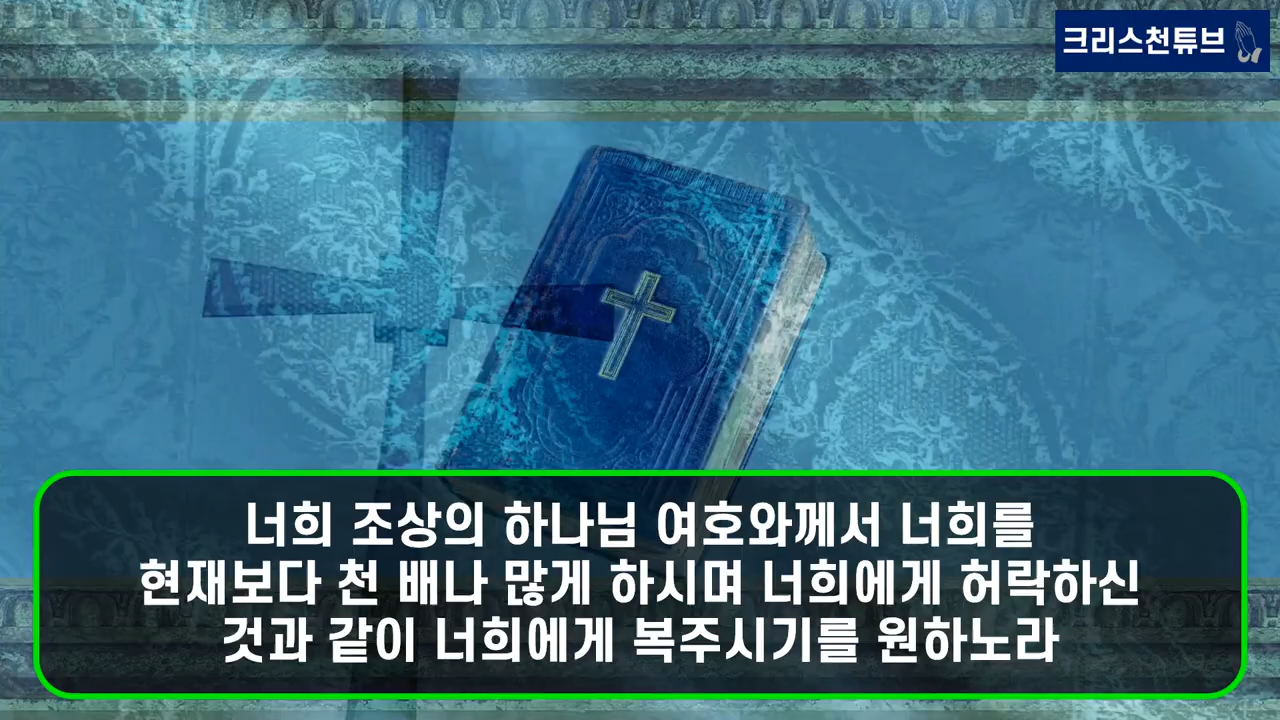 크리스천튜브
너희 조상의 하나님 여호와께서 너희를
현재보다 천 배나 많게 하시며 너희에게 허락하신
것과 같이 너희에게 복주시기를 원하노라